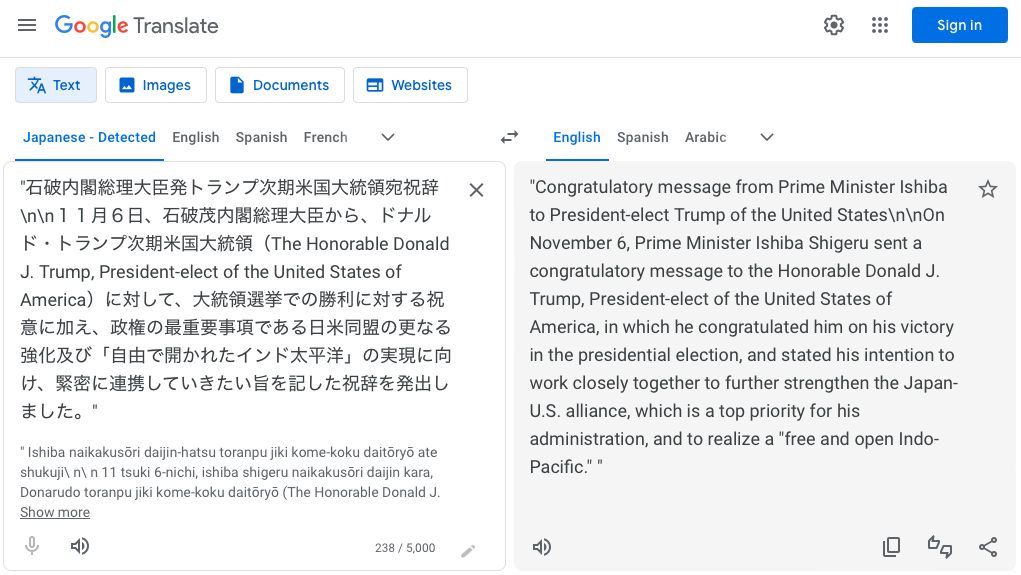 Google Translate
Sign in
Text
Images
Documents
Websites
Japanese - Detected
English
Spanish
French
English
Spanish
Arabic
"石破内閣総理大臣発トランプ次期米国大統領宛祝辞
\n\n１１月６日、石破茂内閣総理大臣から、ドナル
ド・トランプ次期米国大統領（The Honorable Donald
J. Trump, President-elect of the United States of
America）に対して、大統領選挙での勝利に対する祝
意に加え、政権の最重要事項である日米同盟の更なる
強化及び「自由で開かれたインド太平洋」の実現に向
け、緊密に連携していきたい旨を記した祝辞を発出し
ました。"
" Ishiba naikakusōri daijin-hatsu toranpu jiki kome-koku daitōryō ate
shukuji\ n\ n 11 tsuki 6-nichi, ishiba shigeru naikakusōri daijin kara,
Donarudo toranpu jiki kome-koku daitōryō (The Honorable Donald J.
Show more
238 / 5,000
"Congratulatory message from Prime Minister Ishiba
to President-elect Trump of the United States\n\nOn
November 6, Prime Minister Ishiba Shigeru sent a
congratulatory message to the Honorable Donald J.
Trump, President-elect of the United States of
America, in which he congratulated him on his victory
in the presidential election, and stated his intention to
work closely together to further strengthen the Japan-
U.S. alliance, which is a top priority for his
administration, and to realize a "free and open Indo-
Pacific." "